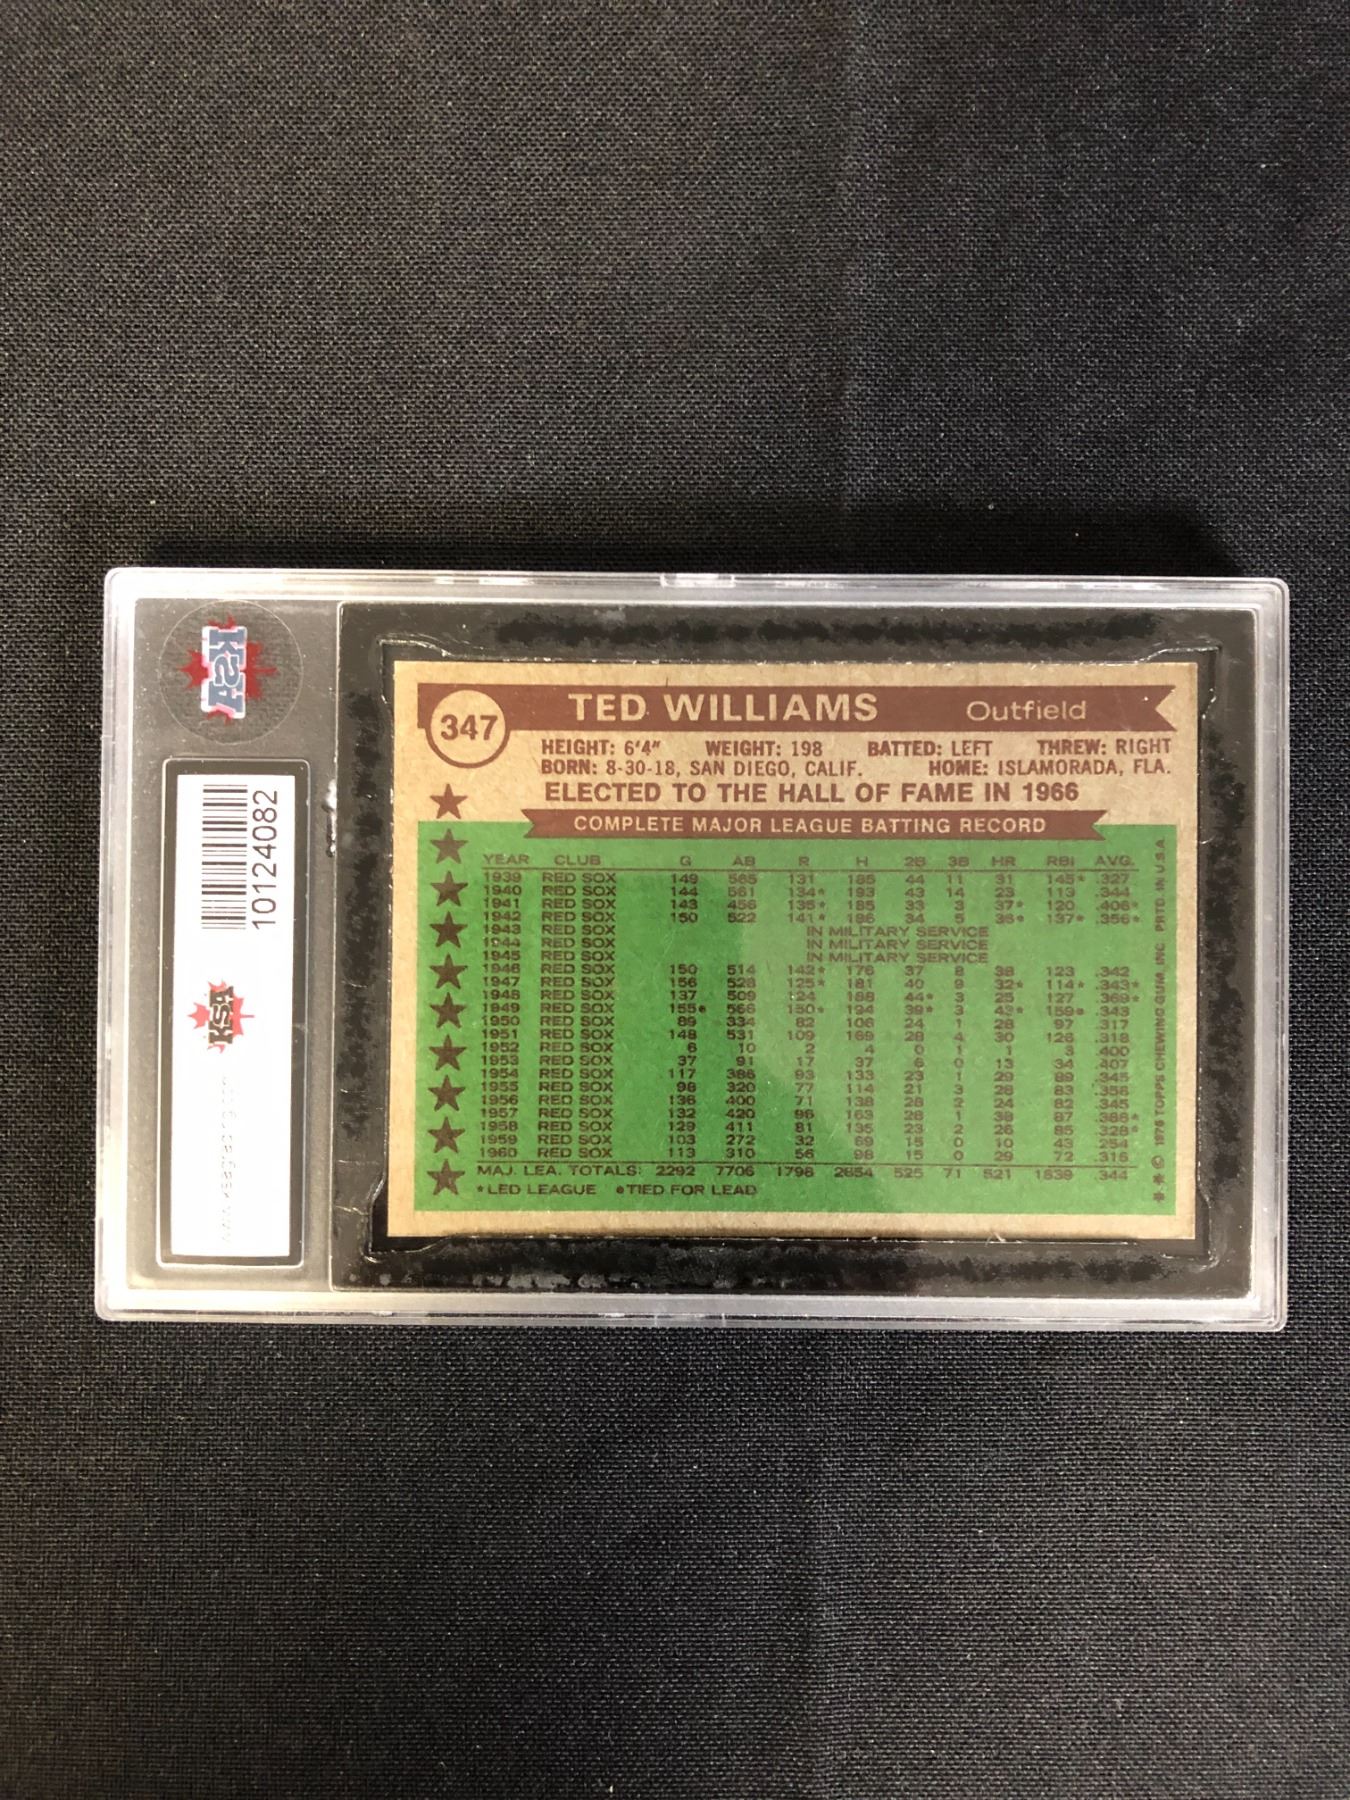 KSA
10124082
KSA
www.ksagrading.com
347
TED WILLIAMS Outfield
HEIGHT: 6'4" WEIGHT: 198 BATTED: LEFT THREW: RIGHT
BORN: 8-30-18, SAN DIEGO, CALIF. HOME: ISLAMORADA, FLA.
ELECTED TO THE HALL OF FAME IN 1966
COMPLETE MAJOR LEAGUE BATTING RECORD
YEAR CLUB G AB R H 2B 3B HR RBI AVG.
1939 RED SOX 149 565 131 185 44 11 31 145* .327
1940 RED SOX 144 561 134* 193 43 14 23 113 .344
1941 RED SOX 143 456 135* 185 33 3 37* 120 .406*
1942 RED SOX 150 522 141* 186 34 5 36* 137* .356*
1943 RED SOX IN MILITARY SERVICE
1944 RED SOX IN MILITARY SERVICE
1945 RED SOX IN MILITARY SERVICE
1946 RED SOX 150 514 142* 176 37 8 38 123 .342
1947 RED SOX 156 528 125* 181 40 9 32* 114* .343*
1948 RED SOX 137 509 124 188 44* 3 25 127 .369*
1949 RED SOX 155• 566 150* 194 39* 3 43* 159• .343
1950 RED SOX 89 334 82 106 24 1 28 97 .317
1951 RED SOX 148 531 109 169 28 4 30 126 .318
1952 RED SOX 6 10 2 4 0 1 1 3 .400
1953 RED SOX 37 91 17 37 6 0 13 34 .407
1954 RED SOX 117 386 93 133 23 1 29 89 .345
1955 RED SOX 98 320 77 114 21 3 28 83 .356
1956 RED SOX 136 400 71 138 28 2 24 82 .345
1957 RED SOX 132 420 96 163 28 1 38 87 .388*
1958 RED SOX 129 411 81 135 23 2 26 85 .328*
1959 RED SOX 103 272 32 69 15 0 10 43 .254
1960 RED SOX 113 310 56 98 15 0 29 72 .316
MAJ. LEA. TOTALS: 2292 7706 1798 2654 525 71 521 1839 .344
*LED LEAGUE •TIED FOR LEAD
**© 1976 TOPPS CHEWING GUM, INC. PRTD. IN U.S.A.